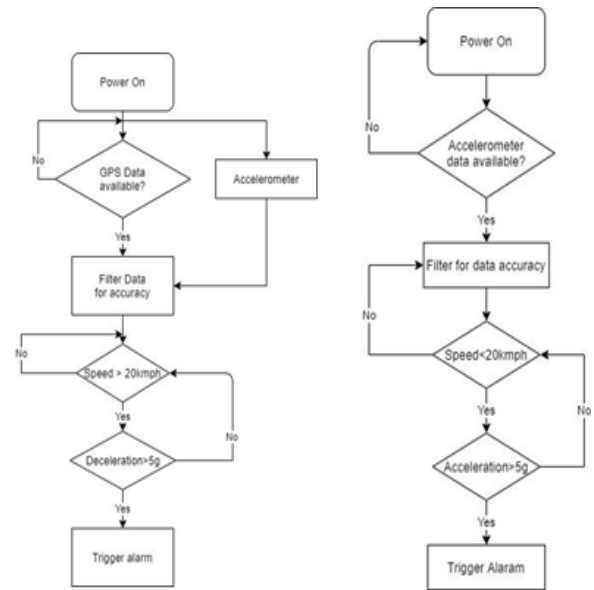 Power On
No
GPS Data
available?
Accelerometer
Yes
Filter Data
for accuracy
No
Speed > 20kmph
Yes
No
Deceleration>5g
Yes
Trigger alarm
Power On
No
Accelerometer
data available?
Yes
Filter for data accuracy
No
Speed<20kmph
Yes
No
Acceleration>5g
Yes
Trigger Alaram